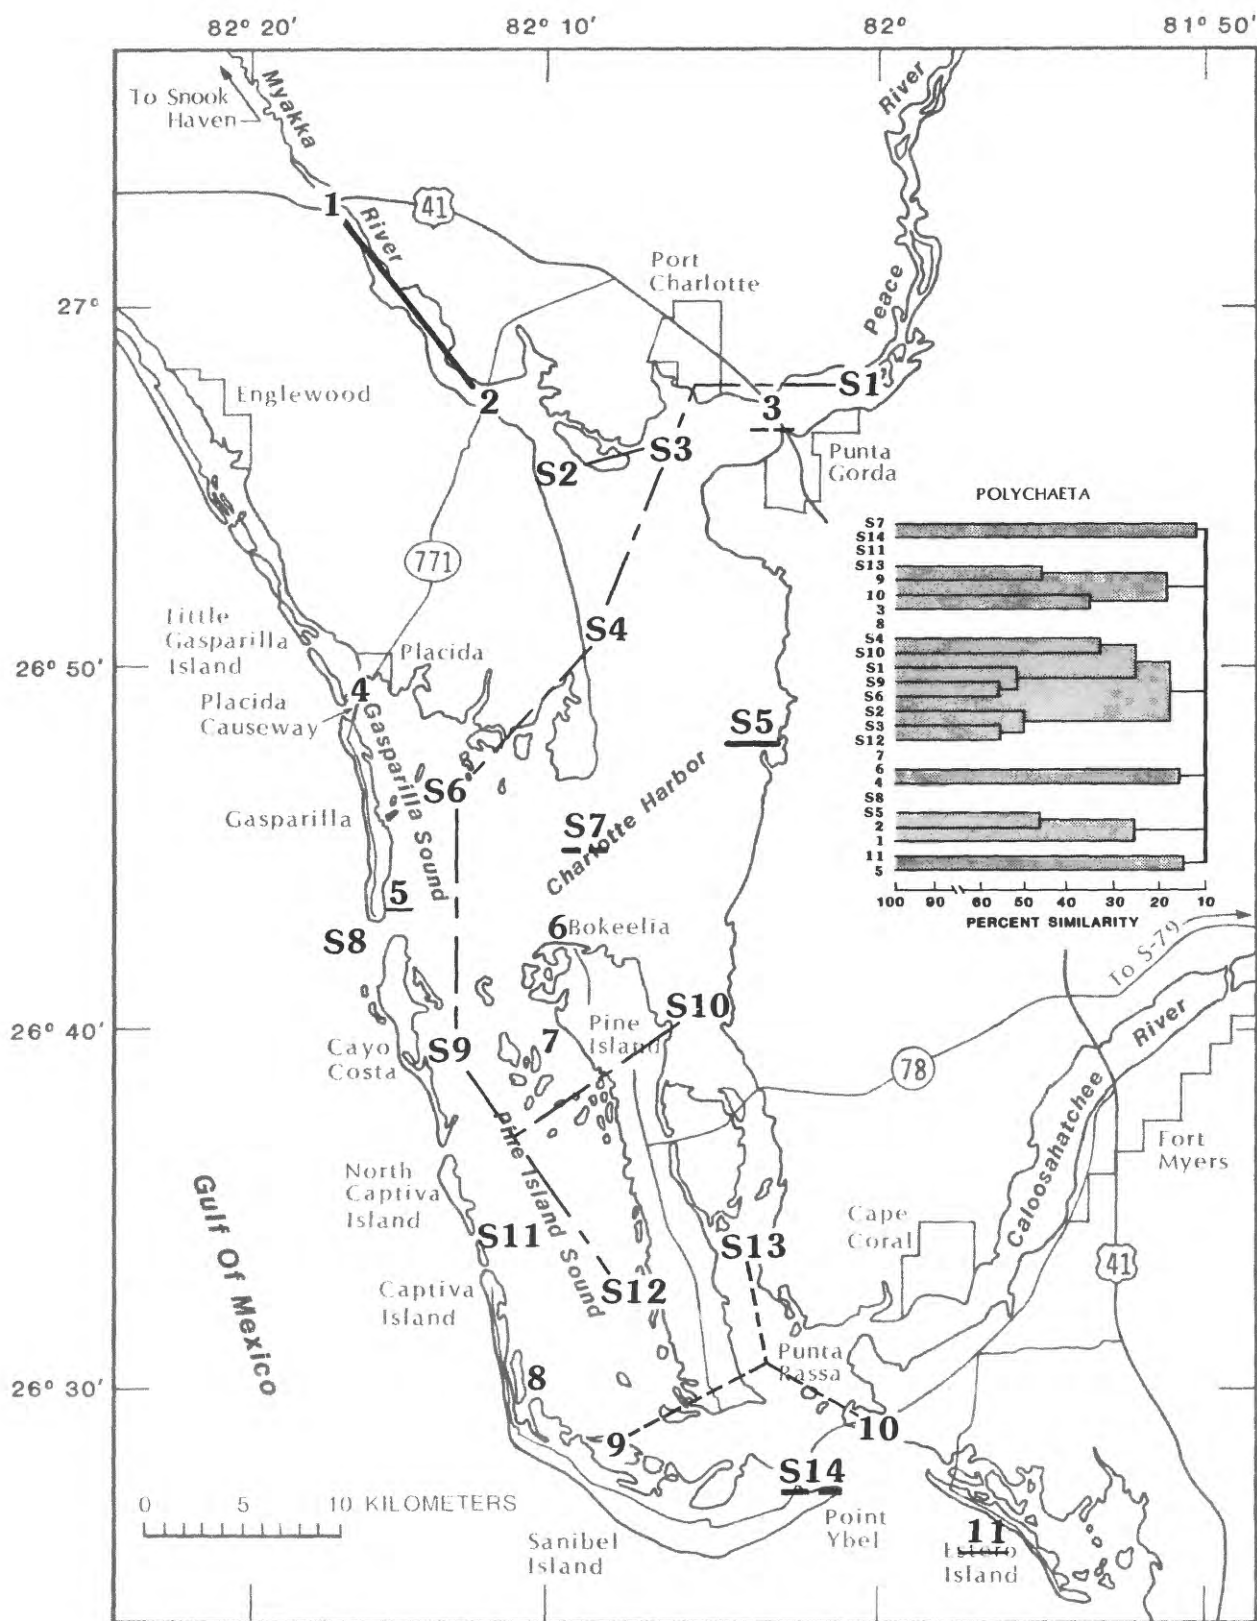 82° 20'
82° 10'
82°
81° 50'
To Snook
Haven
Myakka
River
1
41
River
Peace
Port
Charlotte
27°
Englewood
2
S1'
3
S3
S2
Punta
Gorda
771
POLYCHAETA
S7
S14
S11
S13
9
10
3
8
S4
S10
S1
S9
S6
S2
S3
S12
7
6
4
S8
S5
2
1
11
5
100 90 60 40 30 20 10
PERCENT SIMILARITY
Little
Gasparilla
Island
26° 50'
S4
Placida
4
Placida
Causeway
Gasparilla Sound
S5
S6
Charlotte Harbor
Gasparilla
S7
5
6
Bokeelia
S8
To S-79
S10
26° 40'
Pine
Island
7
S9
Cayo
Costa
78
River
Caloosahatchee
Fort
Myers
Pine Island Sound
North
Captiva
Island
Gulf Of Mexico
S11
S13
Cape
Coral
41
S12
Captiva
Island
Punta
Rassa
26° 30'
8
9
10
S14
0 5 10 KILOMETERS
Point
Ybel
Sanibel
Island
11
Estero
Island